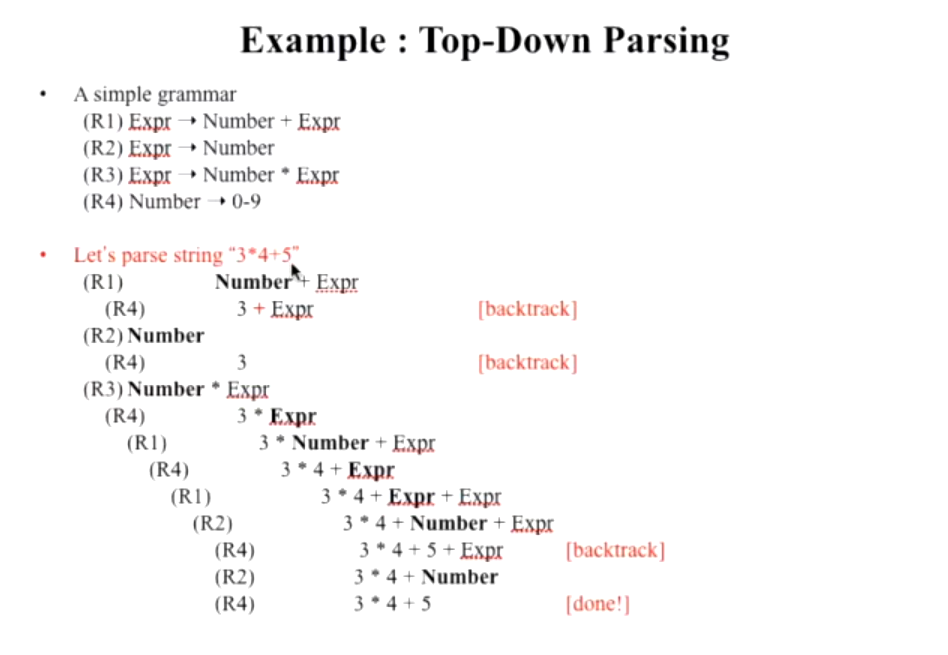 Example : Top-Down Parsing
• A simple grammar
(R1) Expr → Number + Expr
(R2) Expr → Number
(R3) Expr → Number * Expr
(R4) Number → 0-9
• Let's parse string "3*4+5"
(R1) Number + Expr
(R4) 3 + Expr [backtrack]
(R2) Number
(R4) 3 [backtrack]
(R3) Number * Expr
(R4) 3 * Expr
(R1) 3 * Number + Expr
(R4) 3 * 4 + Expr
(R1) 3 * 4 + Expr + Expr
(R2) 3 * 4 + Number + Expr
(R4) 3 * 4 + 5 + Expr [backtrack]
(R2) 3 * 4 + Number
(R4) 3 * 4 + 5 [done!]